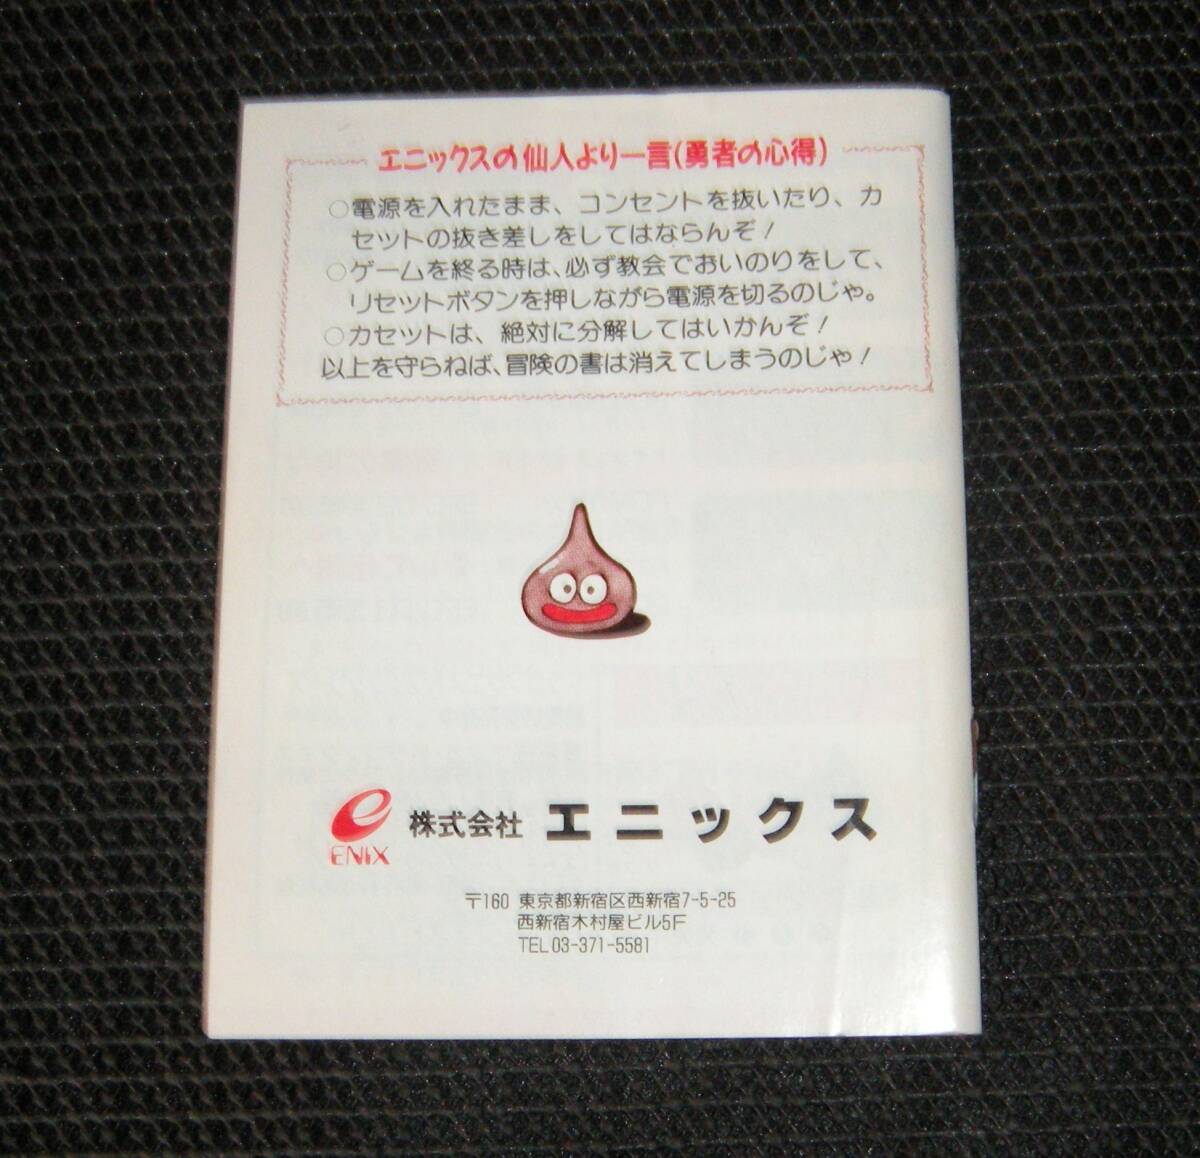 エニックスの仙人より一言(勇者の心得)
○電源を入れたまま、コンセントを抜いたり、カ
セットの抜き差しをしてはならんぞ!
○ゲームを終る時は、必ず教会でおいのりをして、
リセットボタンを押しながら電源を切るのじゃ。
○カセットは、絶対に分解してはいかんぞ!
以上を守らねば、冒険の書は消えてしまうのじゃ!
e
ENIX
株式会社 エニックス
〒160 東京都新宿区西新宿7-5-25
西新宿木村屋ビル5F
TEL 03-371-5581